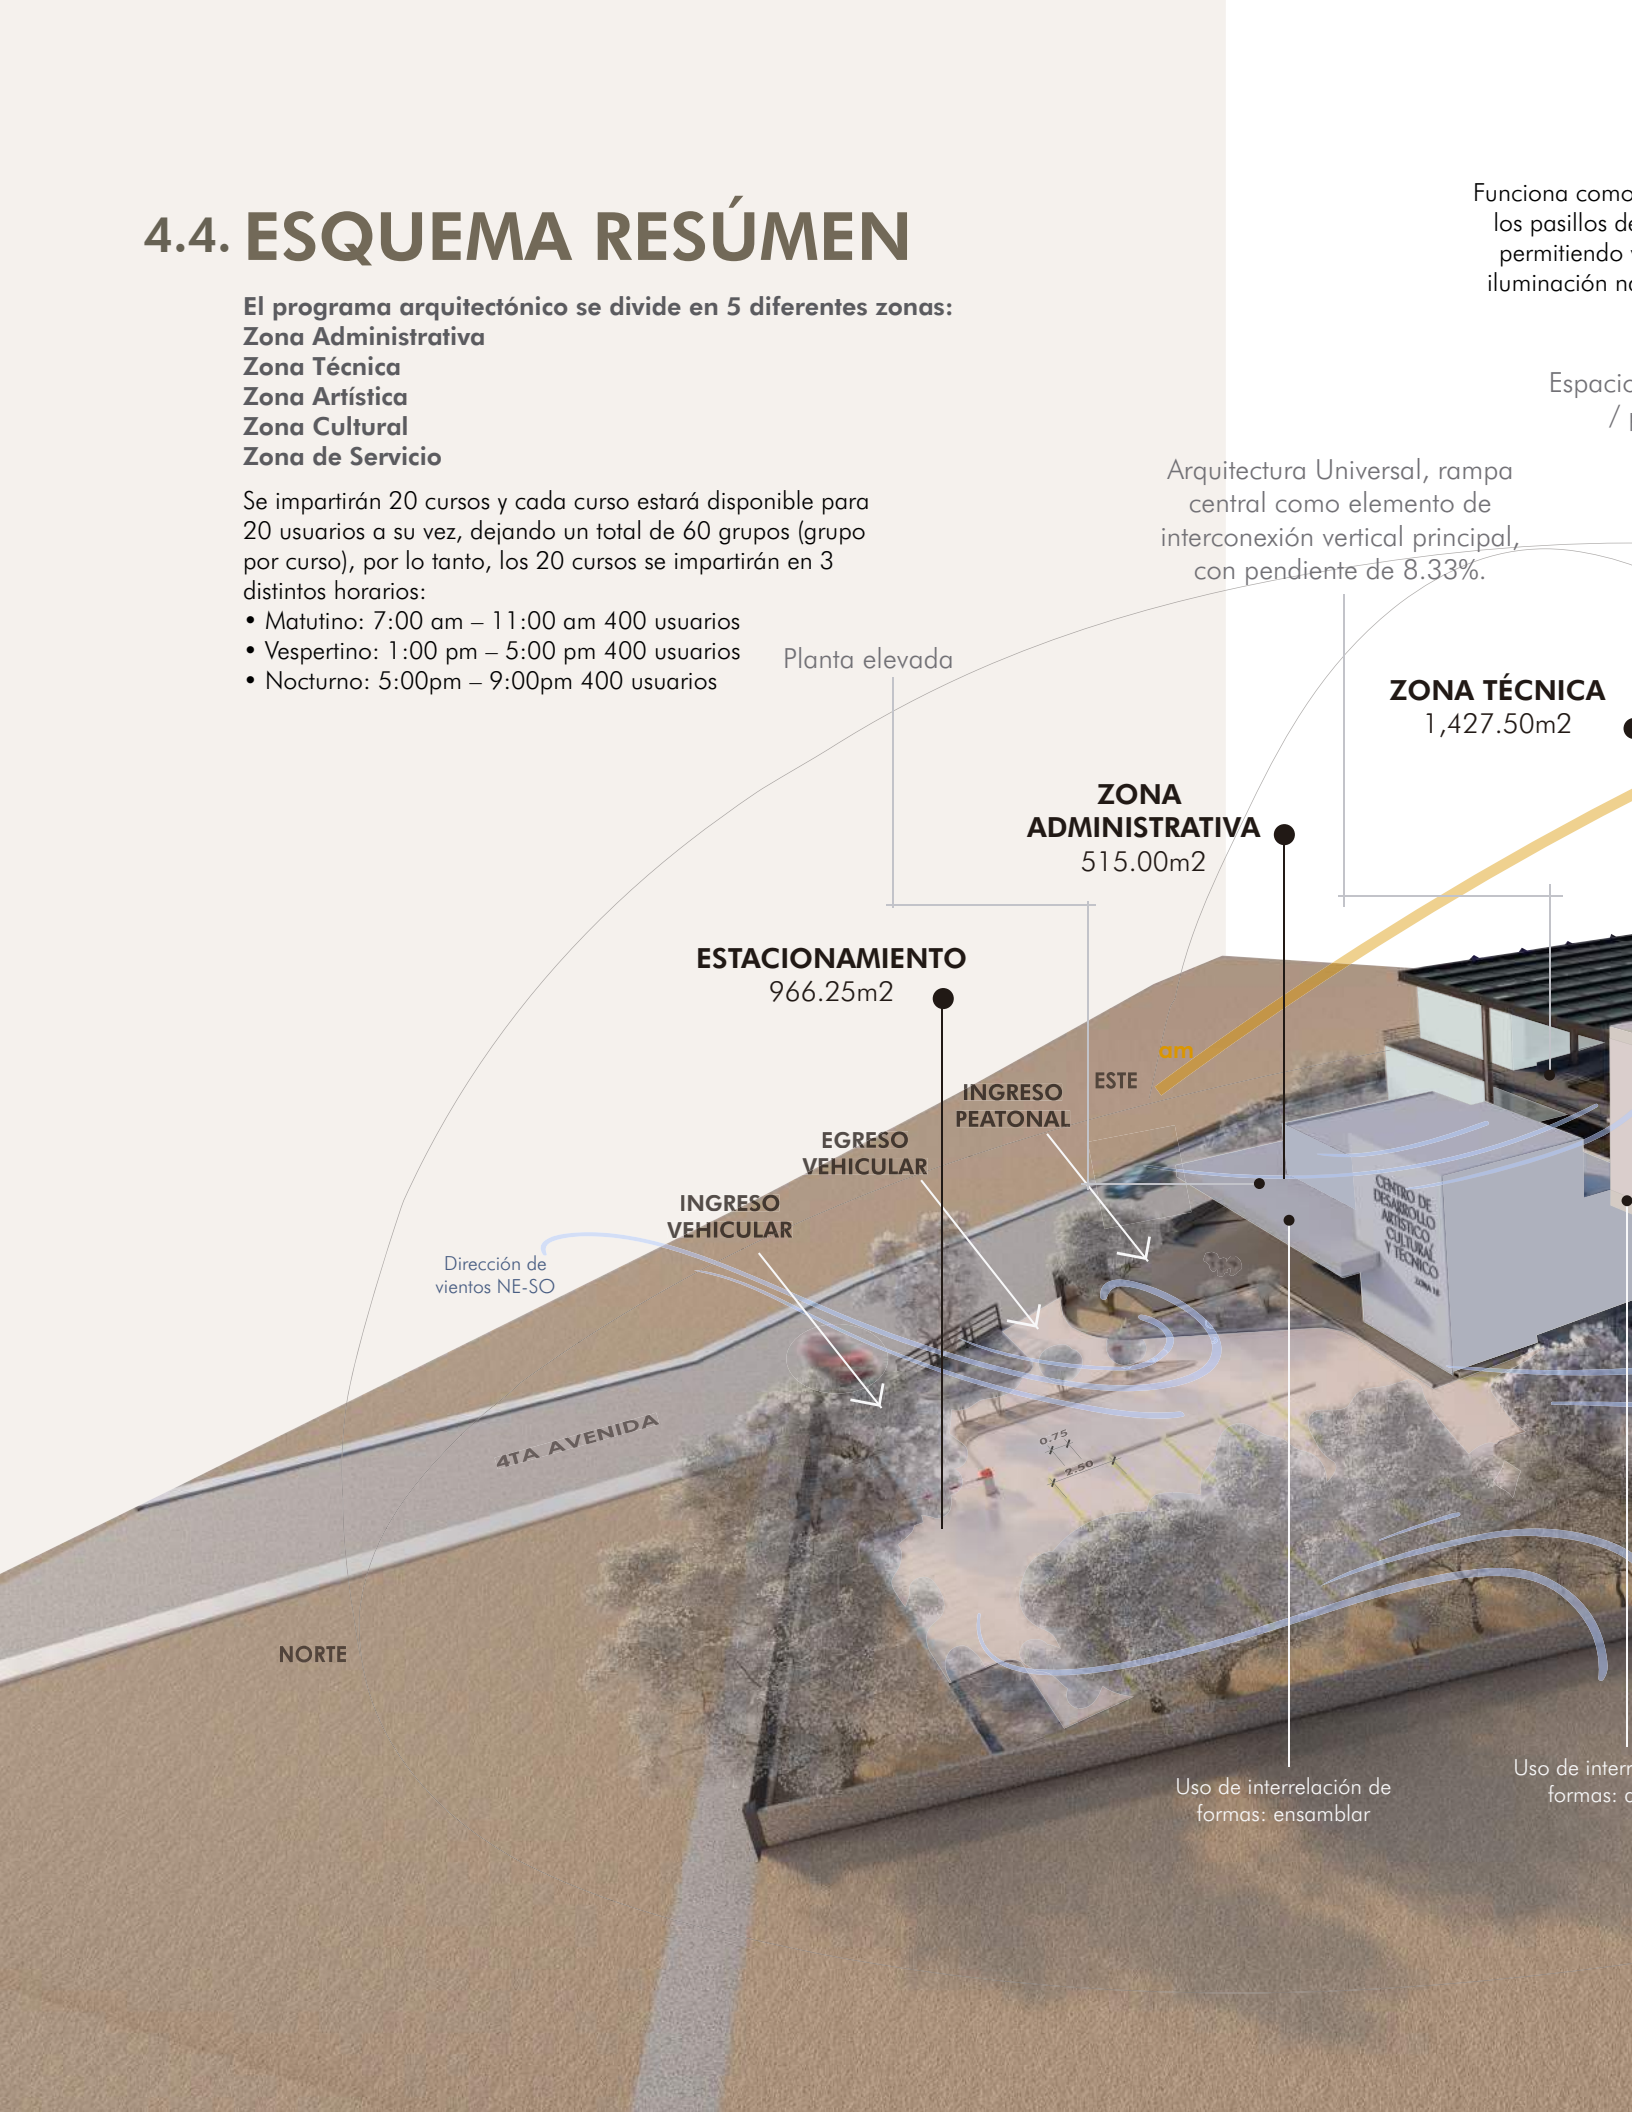 4.4. ESQUEMA RESÚMEN
El programa arquitectónico se divide en 5 diferentes zonas:
Zona Administrativa
Zona Técnica
Zona Artística
Zona Cultural
Zona de Servicio
Se impartirán 20 cursos y cada curso estará disponible para
20 usuarios a su vez, dejando un total de 60 grupos (grupo
por curso), por lo tanto, los 20 cursos se impartirán en 3
distintos horarios:
• Matutino: 7:00 am – 11:00 am 400 usuarios
• Vespertino: 1:00 pm – 5:00 pm 400 usuarios
• Nocturno: 5:00pm – 9:00pm 400 usuarios
Funciona como
los pasillos
permitiendo
iluminación
Arquitectura Universal, rampa
central como elemento de
interconexión vertical principal,
con pendiente de 8.33%.
Planta elevada
ZONA TÉCNICA
1,427.50m2
ZONA
ADMINISTRATIVA
515.00m2
ESTACIONAMIENTO
966.25m2
am
ESTE
INGRESO
PEATONAL
EGRESO
VEHICULAR
INGRESO
VEHICULAR
Dirección de
vientos NE-SO
CENTRO DE
DESARROLLO
ARTÍSTICO
CULTURAL
Y TÉCNICO
ZONA 18
4TA AVENIDA
0.75
2.50
NORTE
Uso de interrelación de
formas: ensamblar
Uso de
formas: